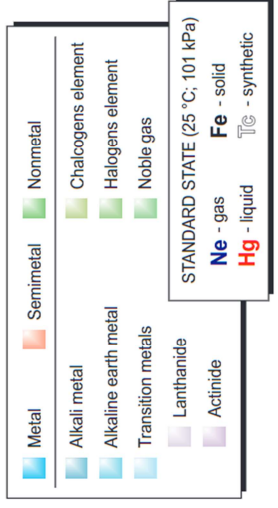 Metal Semimetal Nonmetal
Alkali metal Chalcogens element
Alkaline earth metal Halogens element
Transition metals Noble gas
Lanthanide
Actinide
STANDARD STATE (25 °C; 101 kPa)
Ne - gas Fe - solid
Hg - liquid Tc - synthetic